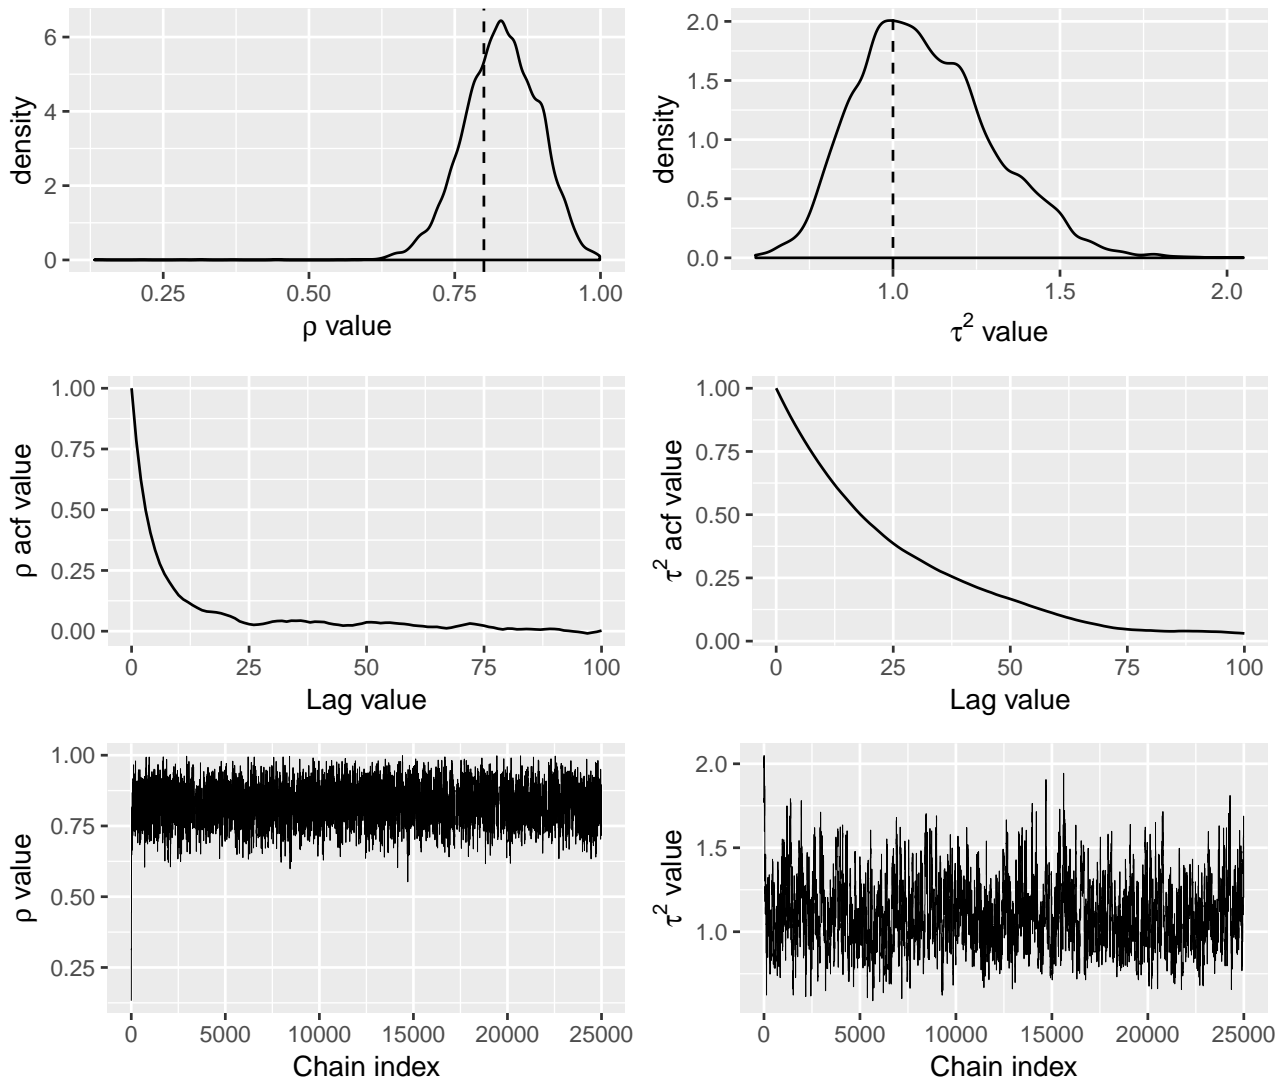 density
6
4
2
0
0.25 0.50 0.75 1.00
ρ value
density
2.0
1.5
1.0
0.5
0.0
1.0 1.5 2.0
τ² value
ρ acf value
1.00
0.75
0.50
0.25
0.00
0 25 50 75 100
Lag value
τ² acf value
1.00
0.75
0.50
0.25
0.00
0 25 50 75 100
Lag value
ρ value
1.00
0.75
0.50
0.25
0 5000 10000 15000 20000 25000
Chain index
τ² value
2.0
1.5
1.0
0 5000 10000 15000 20000 25000
Chain index